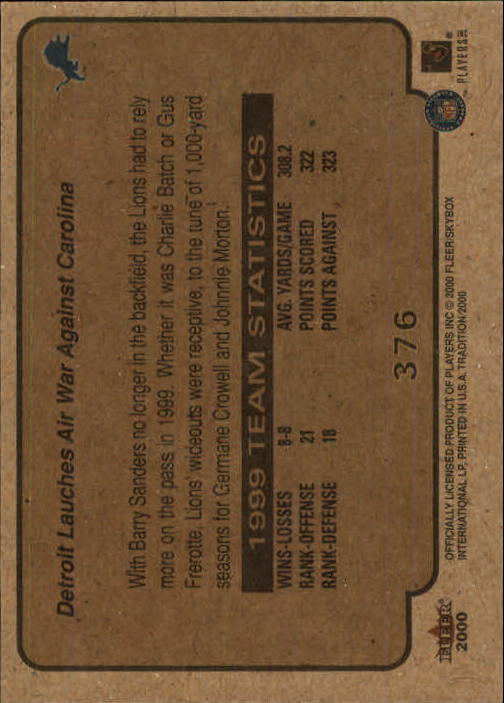 Detroit Lauches Air War Against Carolina
With Barry Sanders no longer in the backfield, the Lions had to rely
more on the pass in 1999. Whether it was Charlie Batch or Gus
Frerotte, Lions' wideouts were receptive, to the tune of 1,000-yard
seasons for Germane Crowell and Johnnie Morton.
1999 TEAM STATISTICS
WINS-LOSSES 8-8 AVG. YARDS/GAME 308.2
RANK-OFFENSE 21 POINTS SCORED 322
RANK-DEFENSE 18 POINTS AGAINST 323
376
FLEER
2000
OFFICIALLY LICENSED PRODUCT OF PLAYERS INC © 2000 FLEER/SKYBOX
INTERNATIONAL LP. PRINTED IN U.S.A. TRADITION/2000
NFL
PLAYERS INC